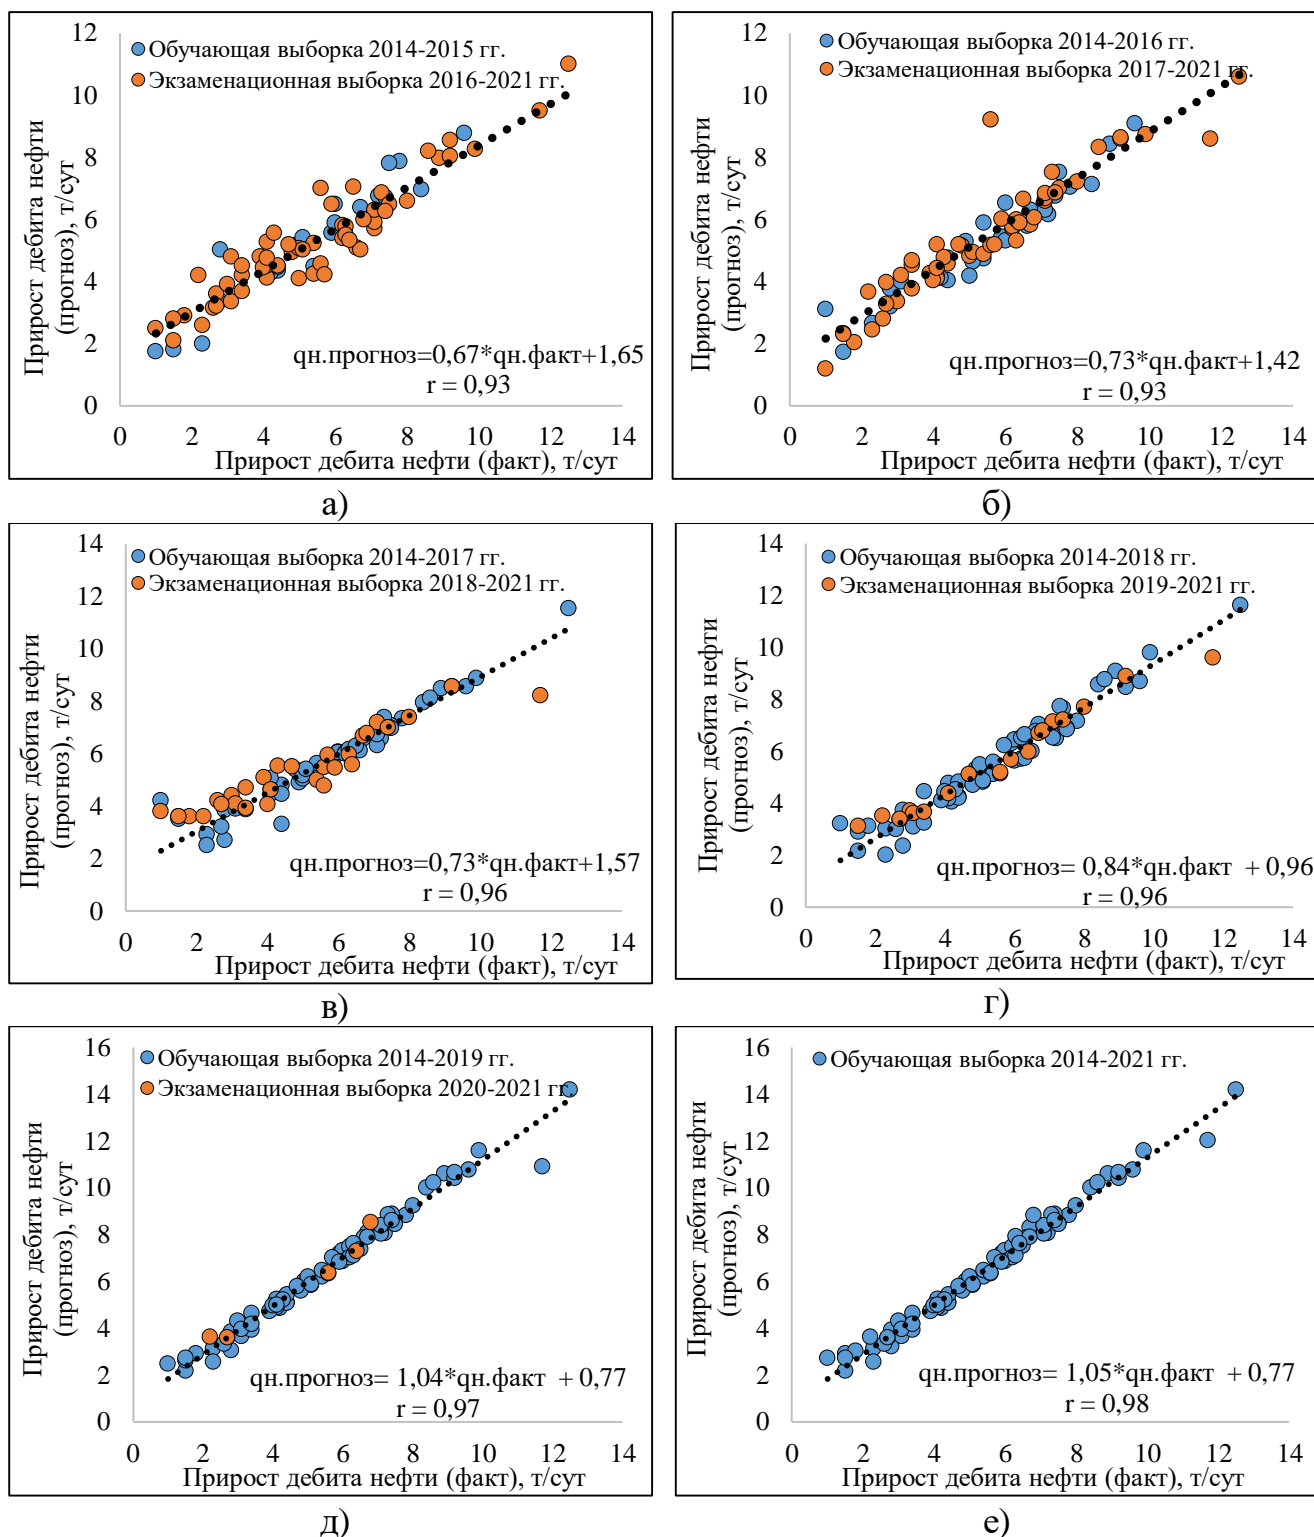 12
10
8
6
4
2
0
Прирост дебита нефти
(прогноз), т/сут
Обучающая выборка 2014-2015 гг.
Экзаменационная выборка 2016-2021 гг.
qн.прогноз=0,67*qн.факт+1,65
r = 0,93
0 2 4 6 8 10 12 14
Прирост дебита нефти (факт), т/сут
а)
12
10
8
6
4
2
0
Прирост дебита нефти
(прогноз), т/сут
Обучающая выборка 2014-2016 гг.
Экзаменационная выборка 2017-2021 гг.
qн.прогноз=0,73*qн.факт+1,42
r = 0,93
0 2 4 6 8 10 12 14
Прирост дебита нефти (факт), т/сут
б)
14
12
10
8
6
4
2
0
Прирост дебита нефти
(прогноз), т/сут
Обучающая выборка 2014-2017 гг.
Экзаменационная выборка 2018-2021 гг.
qн.прогноз=0,73*qн.факт+1,57
r = 0,96
0 2 4 6 8 10 12 14
Прирост дебита нефти (факт), т/сут
в)
14
12
10
8
6
4
2
0
Прирост дебита нефти
(прогноз), т/сут
Обучающая выборка 2014-2018 гг.
Экзаменационная выборка 2019-2021 гг.
qн.прогноз= 0,84*qн.факт + 0,96
r = 0,96
0 2 4 6 8 10 12 14
Прирост дебита нефти (факт), т/сут
г)
16
14
12
10
8
6
4
2
0
Прирост дебита нефти
(прогноз), т/сут
Обучающая выборка 2014-2019 гг.
Экзаменационная выборка 2020-2021 гг.
qн.прогноз= 1,04*qн.факт + 0,77
r = 0,97
0 2 4 6 8 10 12 14
Прирост дебита нефти (факт), т/сут
д)
16
14
12
10
8
6
4
2
0
Прирост дебита нефти
(прогноз), т/сут
Обучающая выборка 2014-2021 гг.
qн.прогноз= 1,05*qн.факт + 0,77
r = 0,98
0 2 4 6 8 10 12 14
Прирост дебита нефти (факт), т/сут
е)